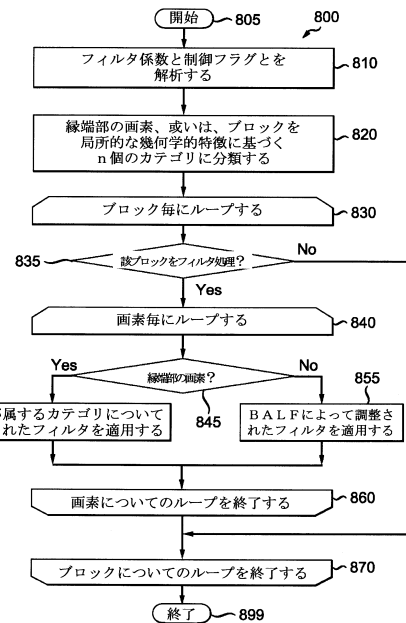 開始
805
800
フィルタ係数と制御フラグとを
解析する
810
縁端部の画素、或いは、ブロックを
局所的な幾何学的特徴に基づく
n個のカテゴリに分類する
820
ブロック毎にループする
830
835
該ブロックをフィルタ処理?
No
Yes
画素毎にループする
840
Yes
縁端部の画素?
No
845
855
属するカテゴリについて
れたフィルタを適用する
BALFによって調整さ
れたフィルタを適用する
画素についてのループを終了する
860
ブロックについてのループを終了する
870
終了
899